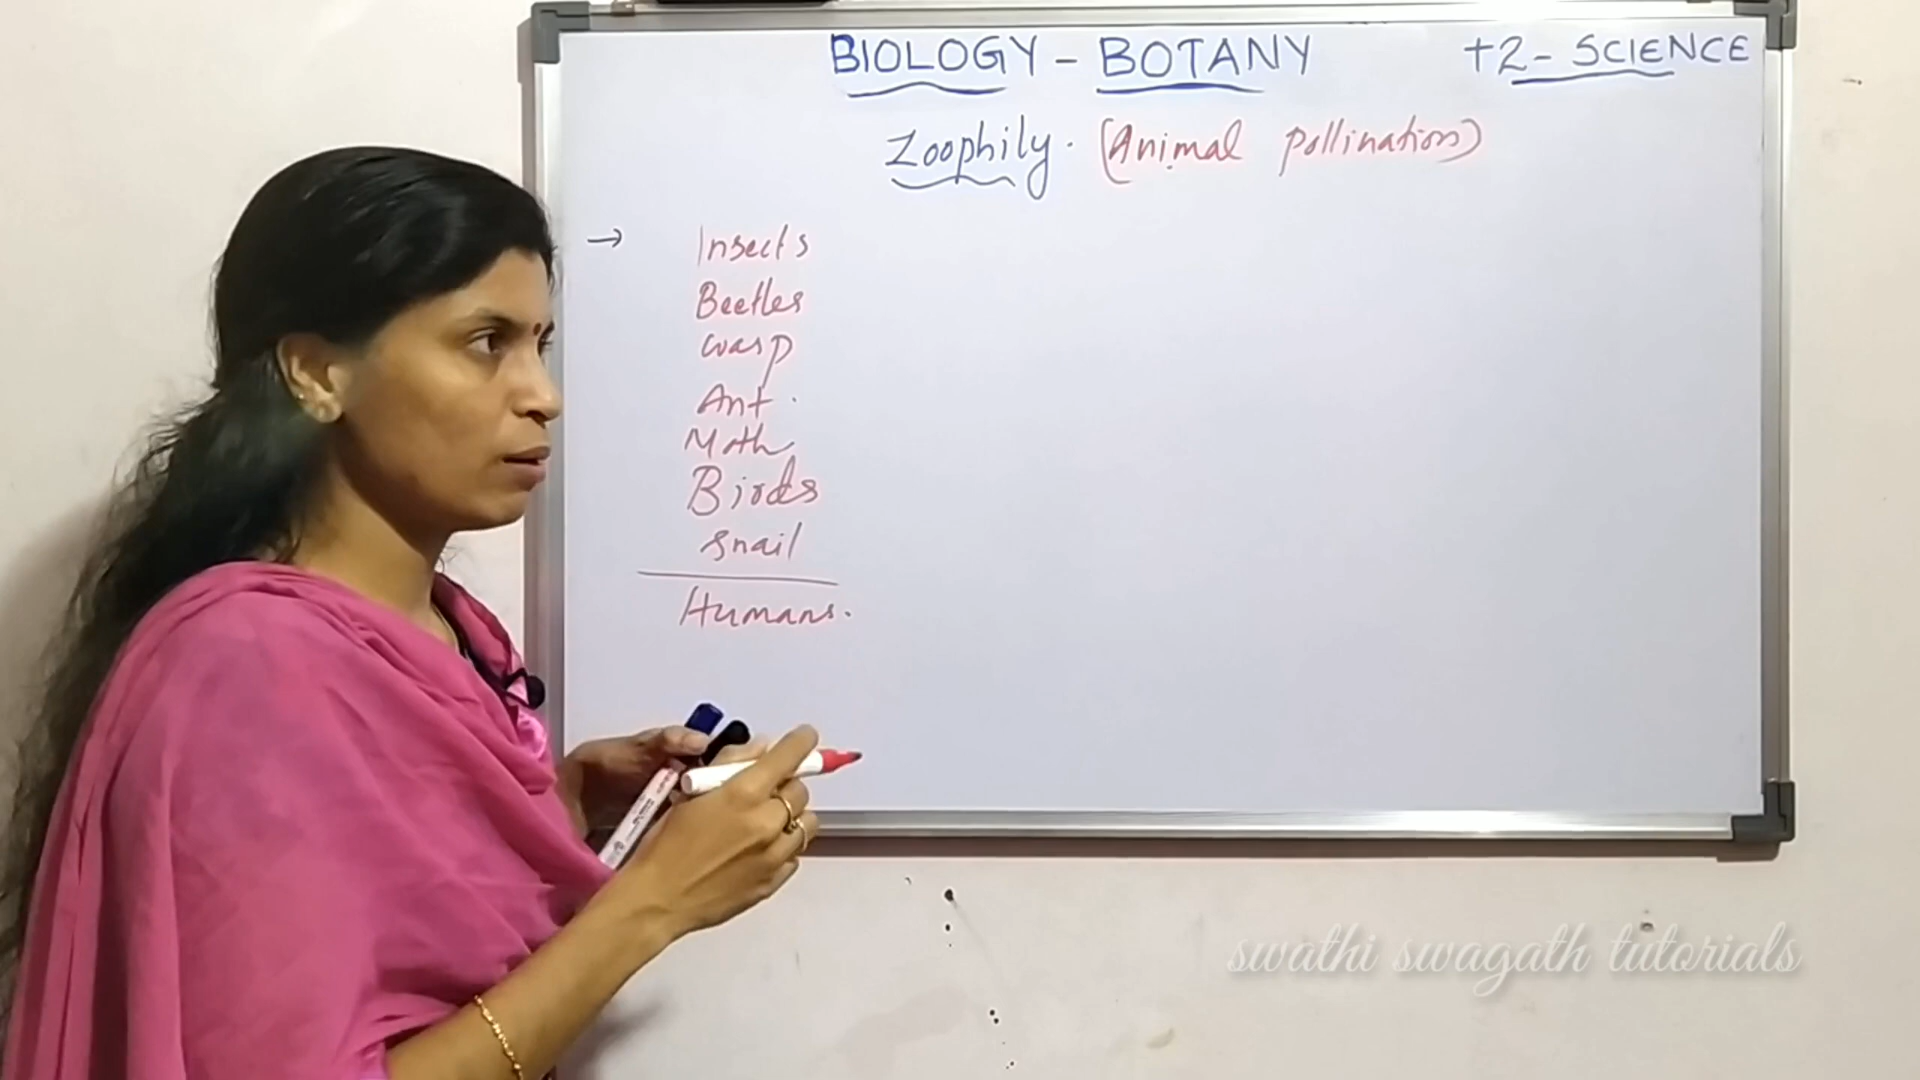 BIOLOGY - BOTANY +2- SCIENCE
Zoophily. (Animal pollination)
→ Insects
Beetles
wasp
Ant.
Moth
Birds
snail
Humans.
swathi swagath tutorials